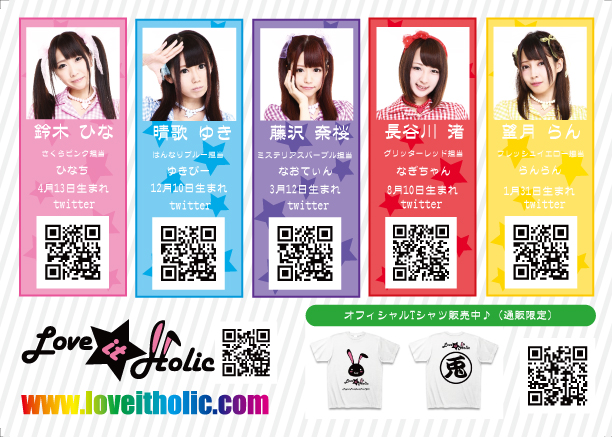 鈴木 ひな
さくらピンク担当
ひなち
4月13日生まれ
twitter
晴歌 ゆき
はんなりブルー担当
ゆきぴー
12月10日生まれ
twitter
藤沢 奈桜
ミステリアスパープル担当
なおてぃん
3月12日生まれ
twitter
長谷川 渚
グリッターレッド担当
なぎちゃん
8月10日生まれ
twitter
望月 らん
フレッシュイエロー担当
らんらん
1月31日生まれ
twitter
Love it Holic
www.loveitholic.com
オフィシャルTシャツ販売中♪（通販限定）
Love it Holic
兎